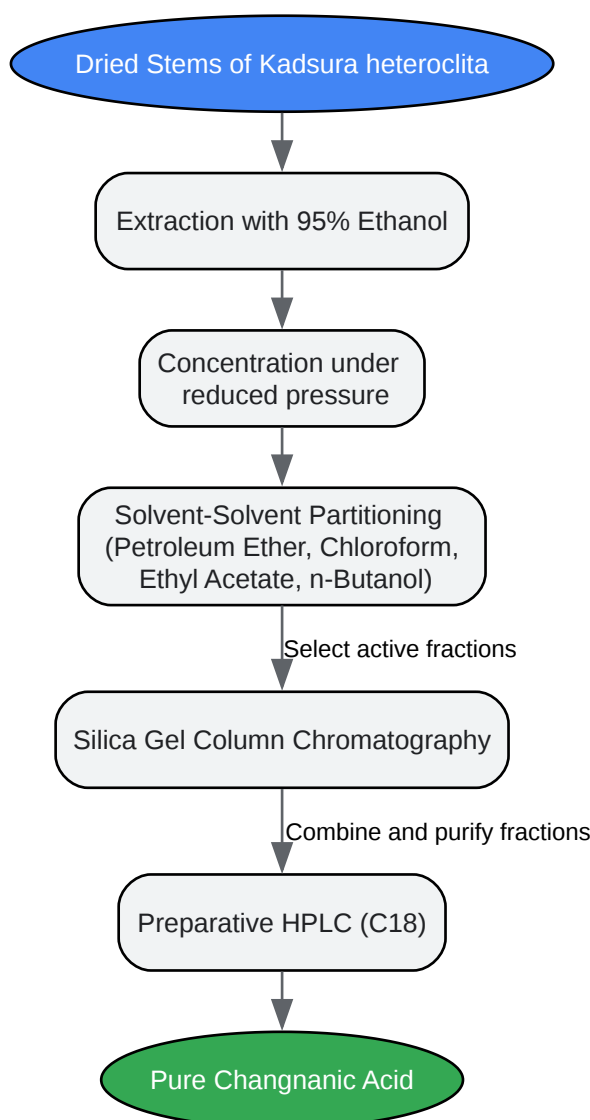 Dried Stems of Kadsura heteroclita
Extraction with 95% Ethanol
Concentration under
reduced pressure
Solvent-Solvent Partitioning
(Petroleum Ether, Chloroform,
Ethyl Acetate, n-Butanol)
Select active fractions
Silica Gel Column Chromatography
Combine and purify fractions
Preparative HPLC (C18)
Pure Changnanic Acid